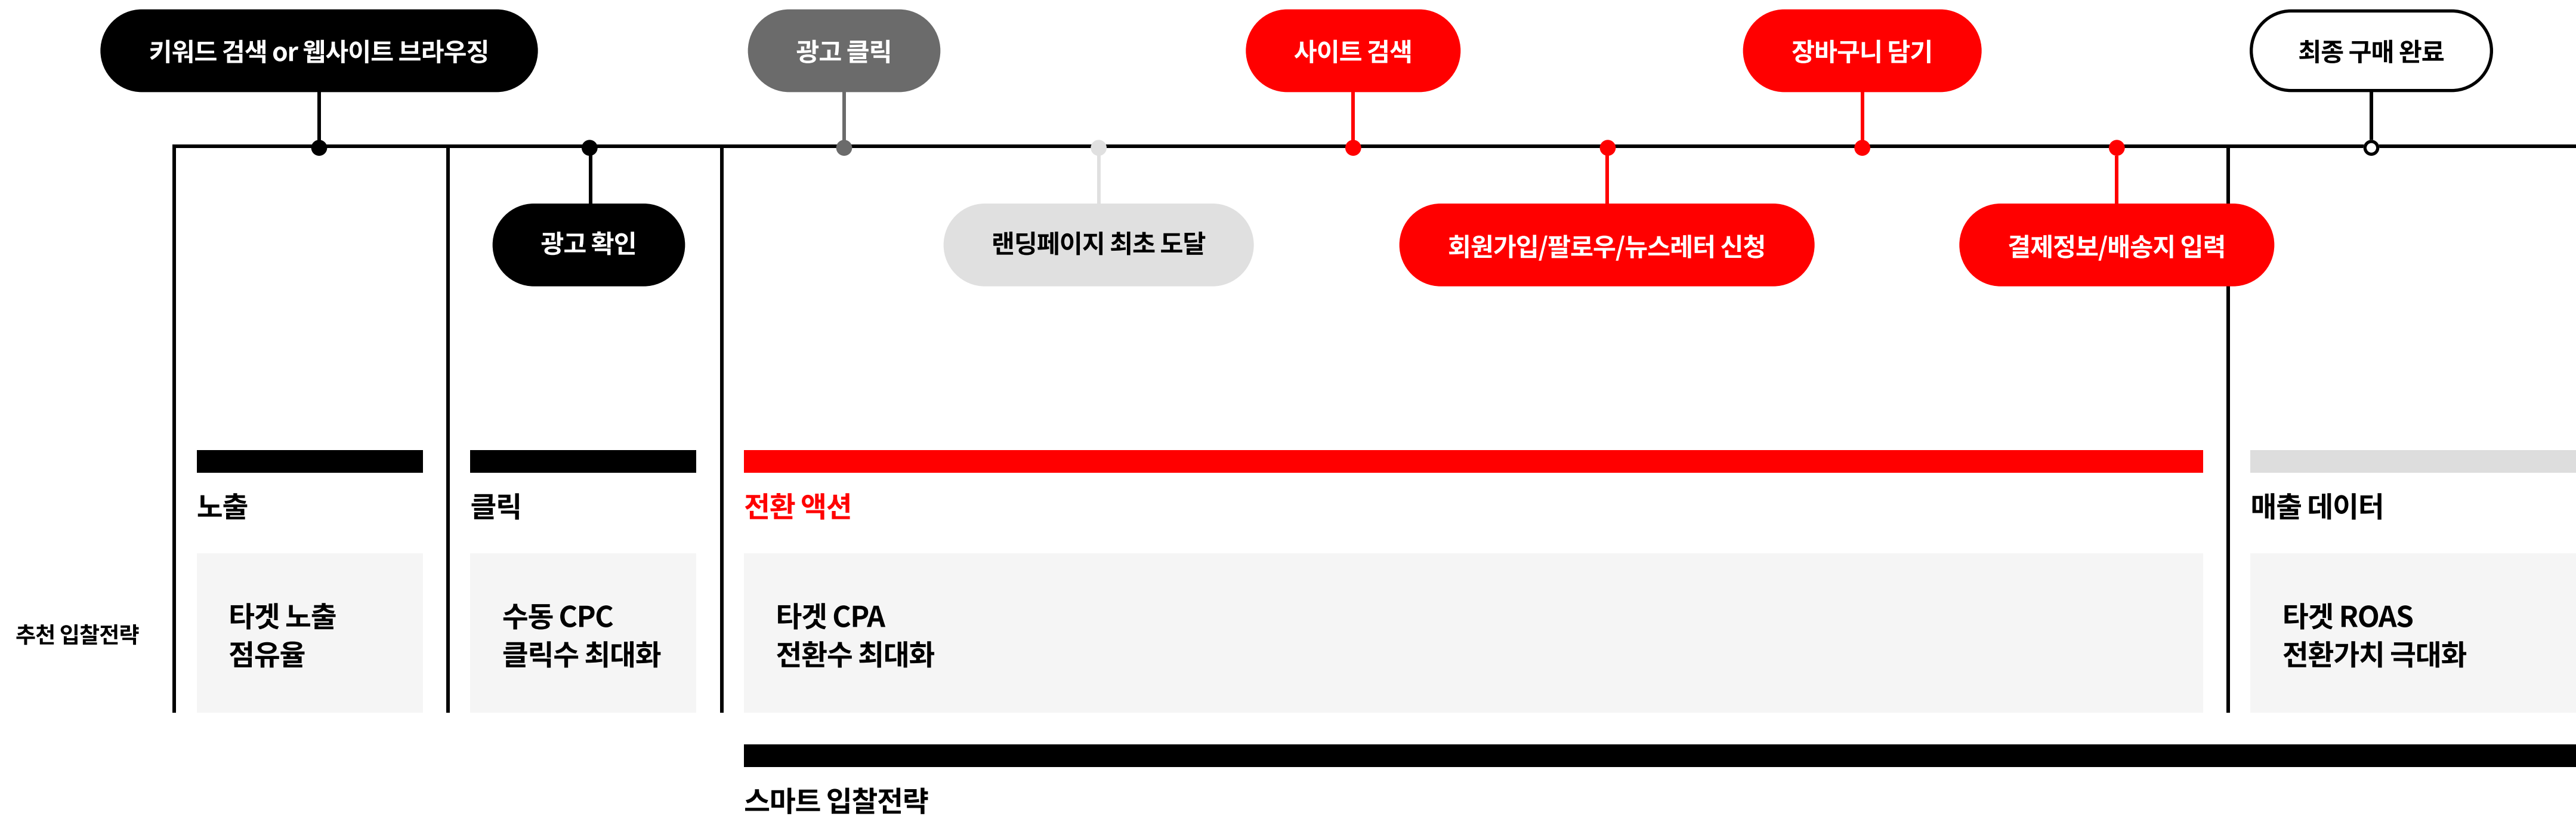 키워드 검색 or 웹사이트 브라우징
광고 클릭
사이트 검색
장바구니 담기
최종 구매 완료
광고 확인
랜딩페이지 최초 도달
회원가입/팔로우/뉴스레터 신청
결제정보/배송지 입력
노출
클릭
전환 액션
매출 데이터
추천 입찰전략
타겟 노출
점유율
수동 CPC
클릭수 최대화
타겟 CPA
전환수 최대화
타겟 ROAS
전환가치 극대화
스마트 입찰전략